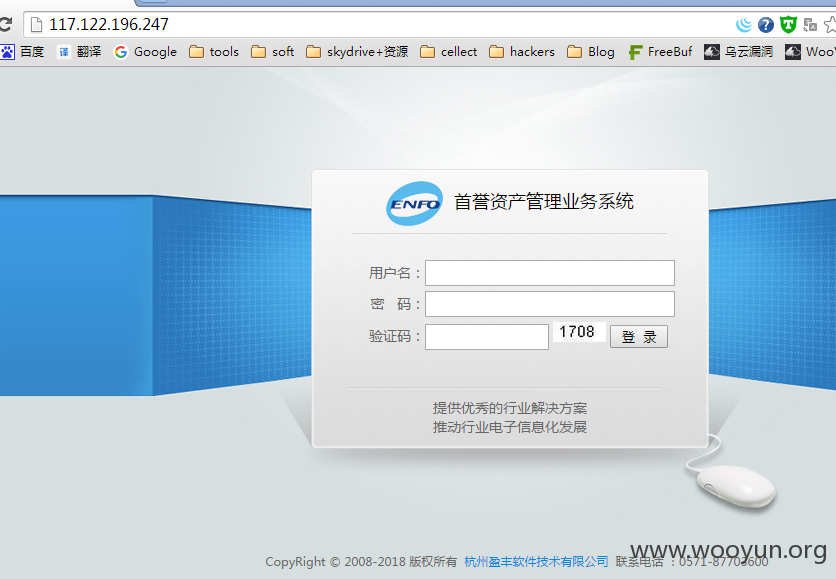 117.122.196.247
百度 翻译 Google tools soft skydrive+资源 cellect hackers Blog FreeBuf 乌云漏洞 Woo
ENFO 首誉资产管理业务系统
用户名：
密 码：
验证码： 1708 登 录
提供优秀的行业解决方案
推动行业电子信息化发展
www.wooyun.org
CopyRight © 2008-2018 版权所有 杭州盈丰软件技术有限公司 联系电话 : 0571-87703600